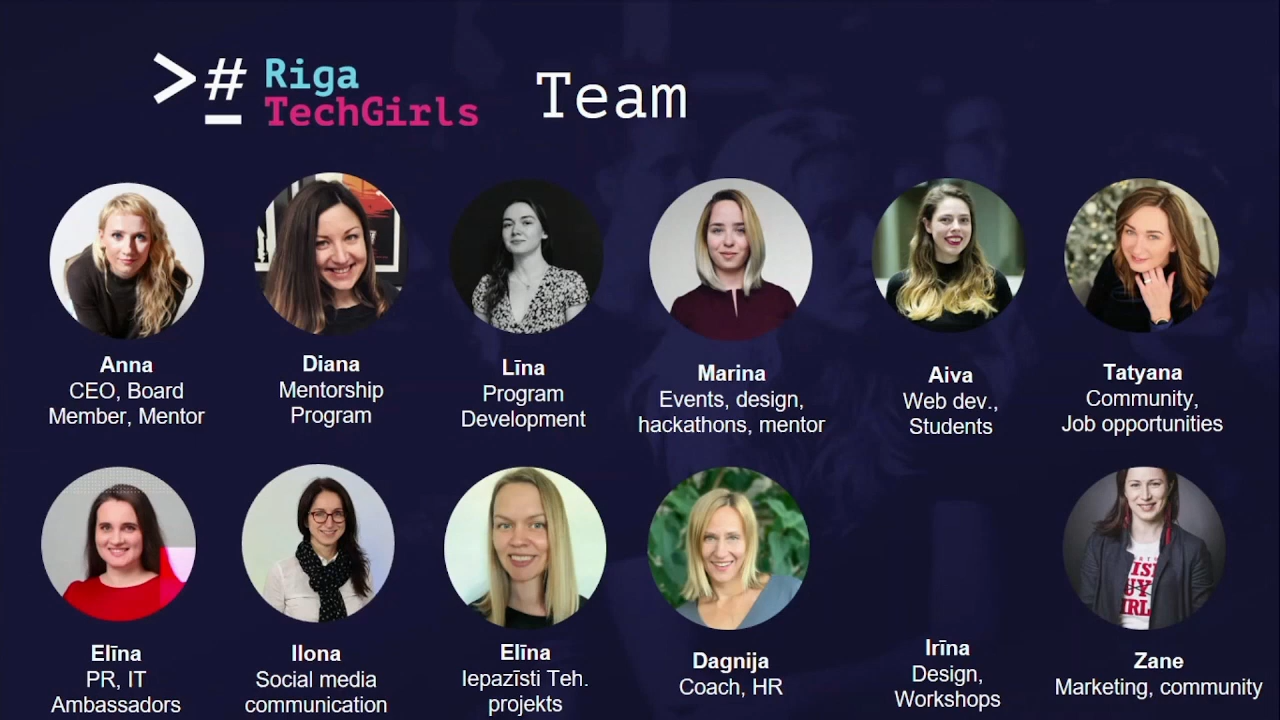 >#_ Riga
TechGirls
Team
Anna
CEO, Board
Member, Mentor
Diana
Mentorship
Program
Līna
Program
Development
Marina
Events, design,
hackathons, mentor
Aiva
Web dev.,
Students
Tatyana
Community,
Job opportunities
Elīna
PR, IT
Ambassadors
Ilona
Social media
communication
Elīna
Iepazīsti Teh.
projekts
Dagnija
Coach, HR
Irīna
Design,
Workshops
Zane
Marketing, community